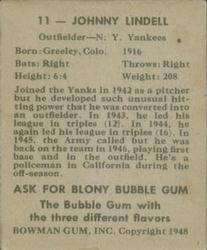 11 — JOHNNY LINDELL
Outfielder—N. Y. Yankees
Born: Greeley, Colo. 1916
Bats: Right Throws: Right
Height: 6:4 Weight: 208
Joined the Yanks in 1942 as a pitcher
but he developed such unusual hitting
power that he was converted into
an outfielder. In 1943, he led his
league in triples (12). In 1944, he
again led his league in triples (16). In
1945, the Army called but he was
back on the team in 1946, playing first
base and in the outfield. He's a
policeman in California during the
off-season.
ASK FOR BLONY BUBBLE GUM
The Bubble Gum with
the three different flavors
BOWMAN GUM, INC. Copyright 1948